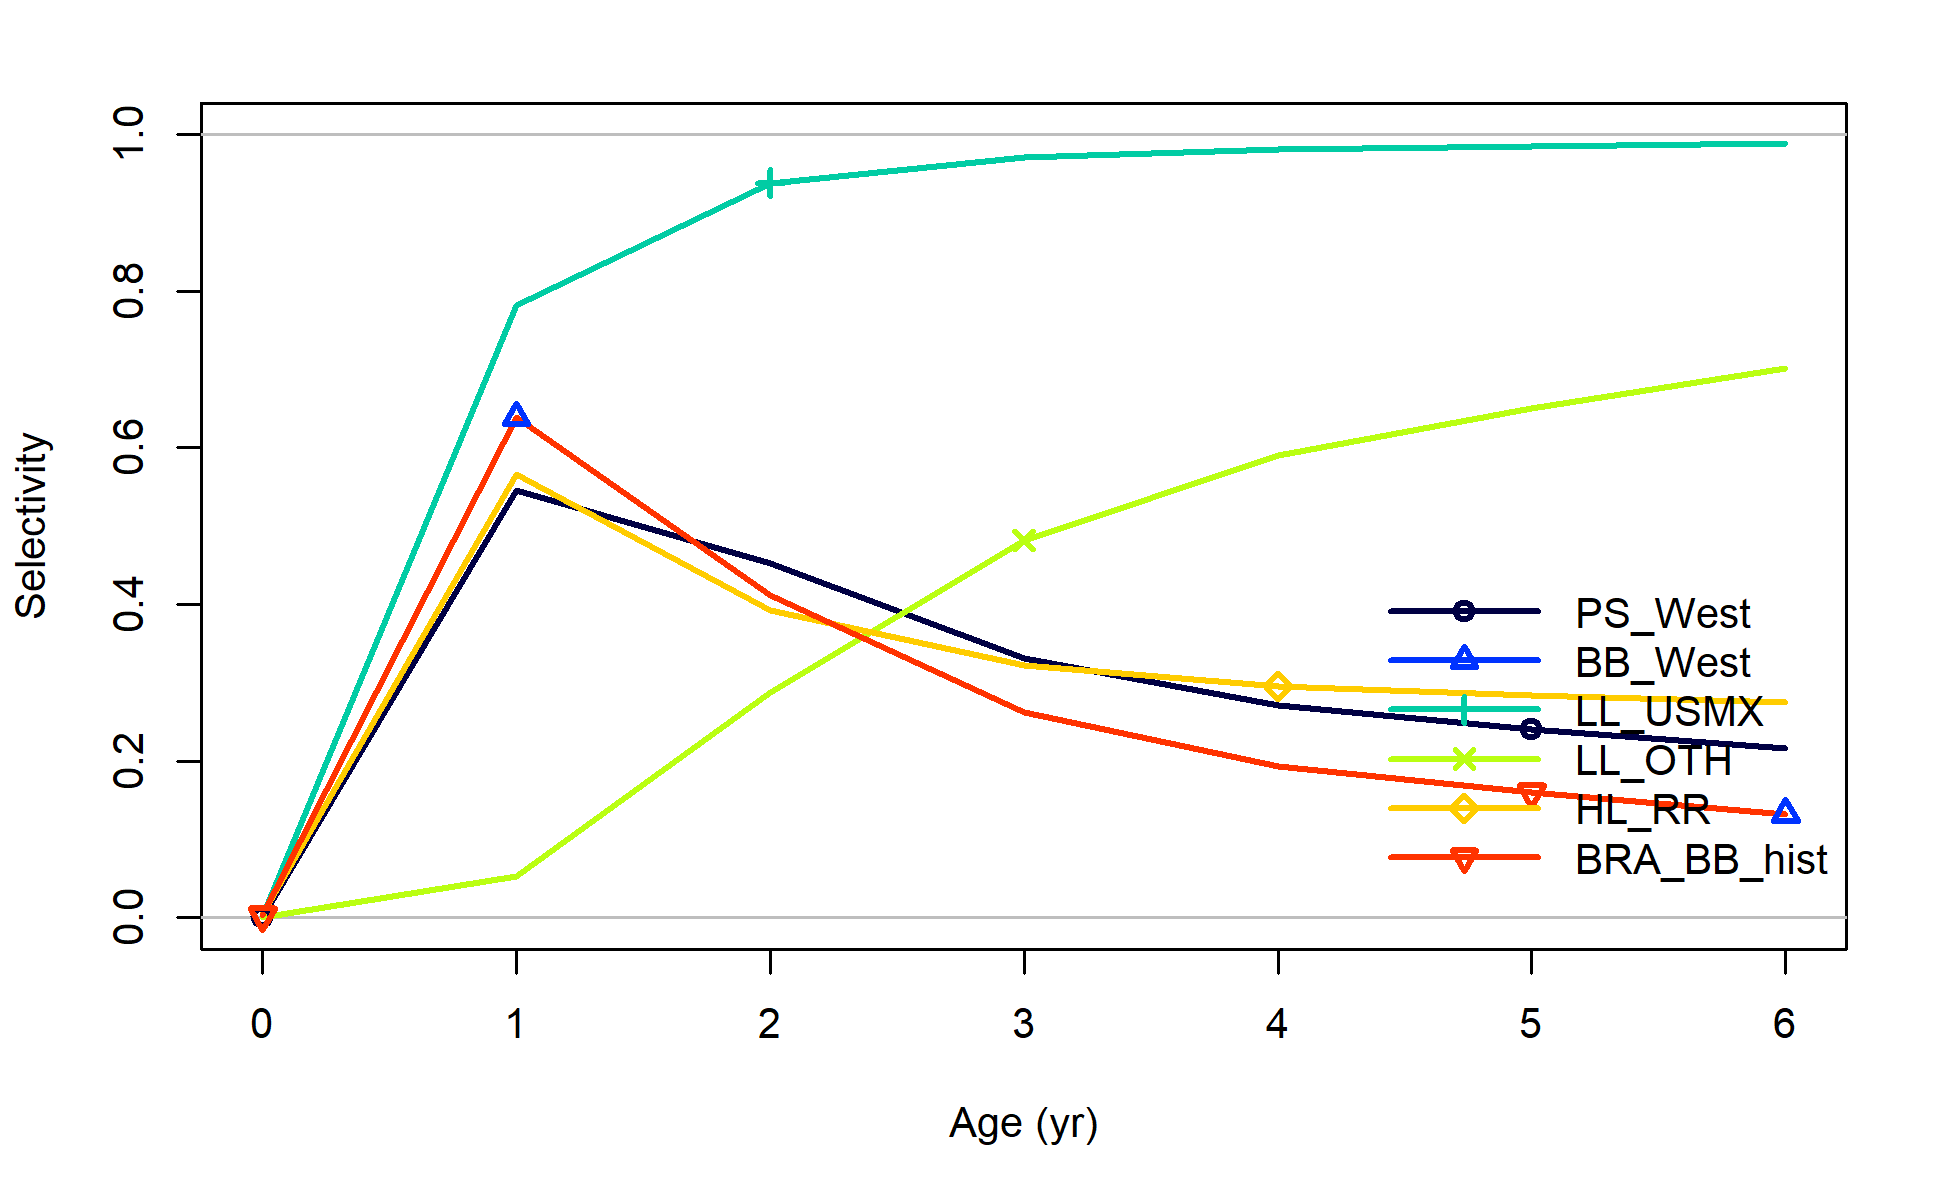 1.0
0.8
0.6
0.4
0.2
0.0
Selectivity
PS_West
BB_West
LL_USMX
LL_OTH
HL_RR
BRA_BB_hist
0 1 2 3 4 5 6
Age (yr)